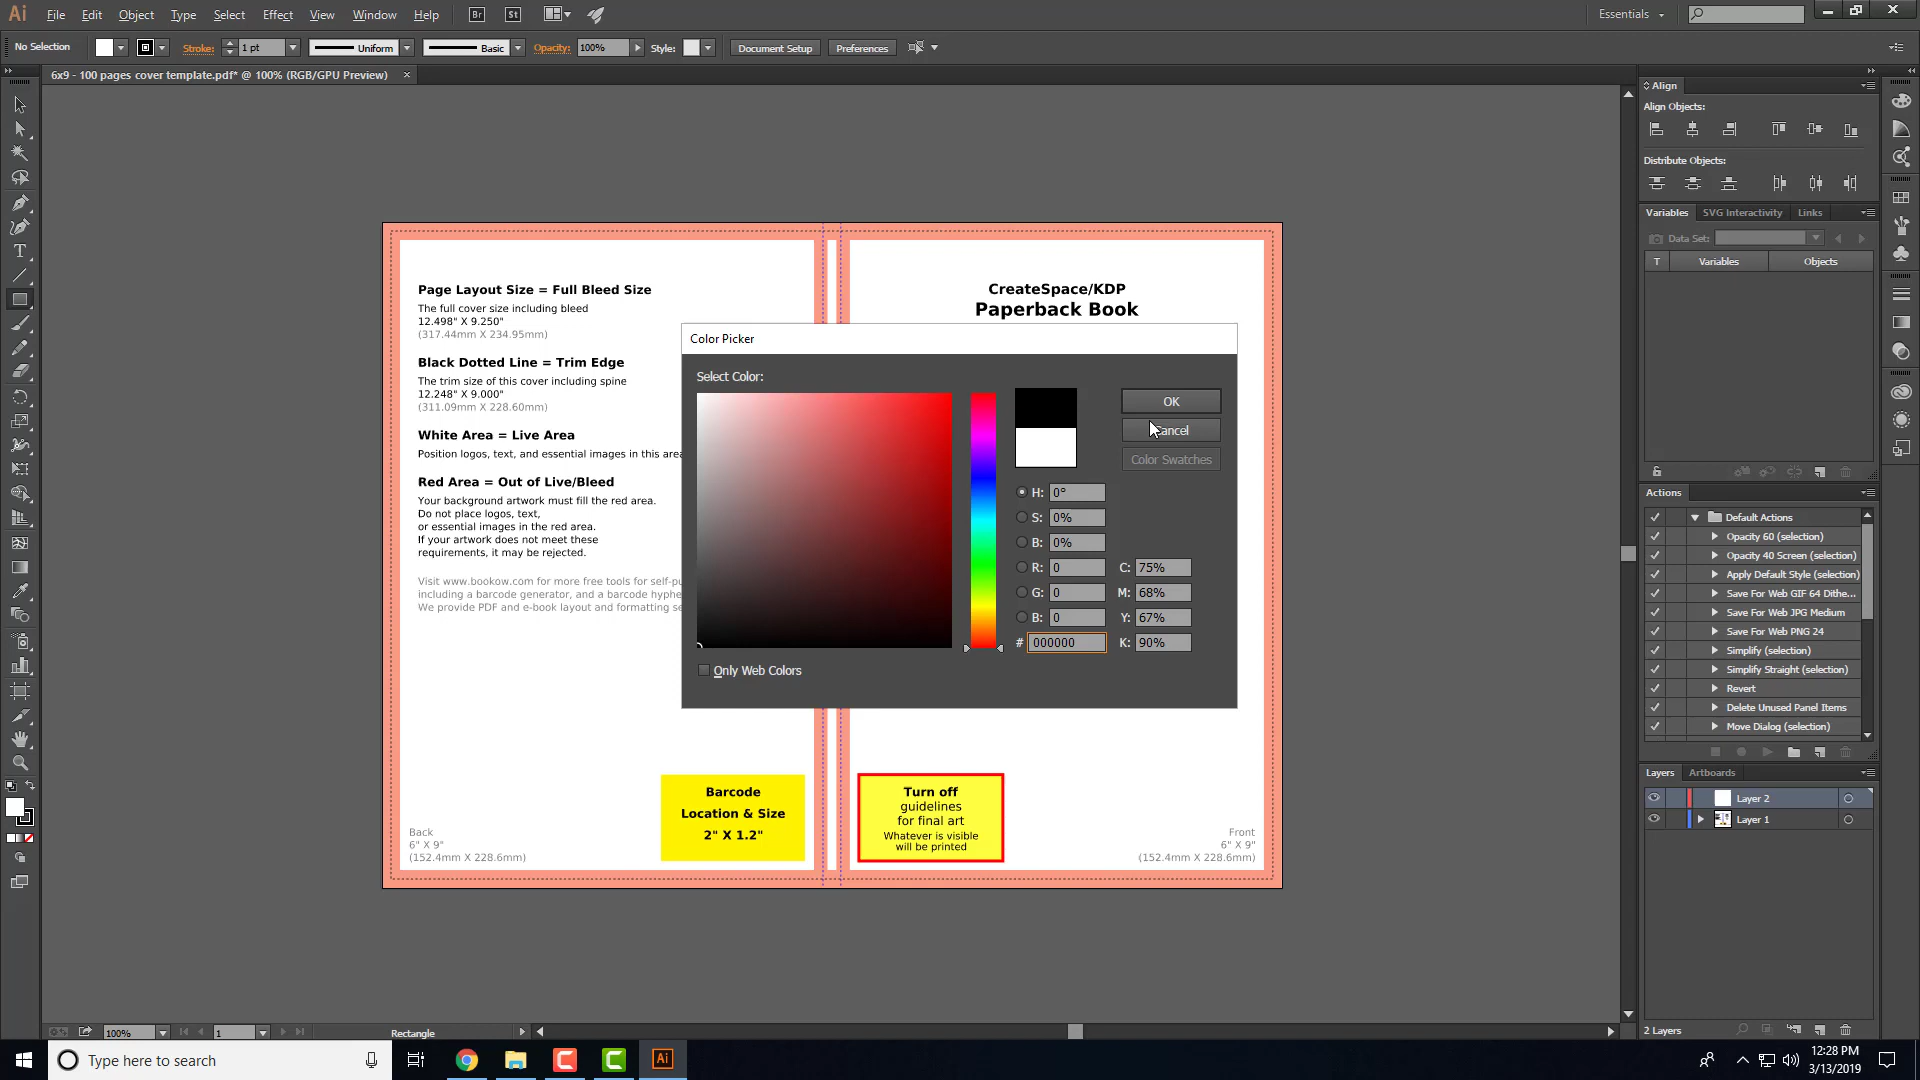 Ai File Edit Object Type Select Effect View Window Help Br St Essentials
No Selection Stroke: 1 pt Uniform Basic Opacity: 100% Style: Document Setup Preferences
6x9 - 100 pages cover template.pdf* @ 100% (RGB/GPU Preview) ×
Page Layout Size = Full Bleed Size
The full cover size including bleed
12.498" X 9.250"
(317.44mm X 234.95mm)
Black Dotted Line = Trim Edge
The trim size of this cover including spine
12.248" X 9.000"
(311.09mm X 228.60mm)
White Area = Live Area
Position logos, text, and essential images in this area
Red Area = Out of Live/Bleed
Your background artwork must fill the red area.
Do not place logos, text,
or essential images in the red area.
If your artwork does not meet these
requirements, it may be rejected.
Visit www.bookow.com for more free tools for self-pu
including a barcode generator, and a barcode hyphe
We provide PDF and e-book layout and formatting se
Back
6" X 9"
(152.4mm X 228.6mm)
Barcode
Location & Size
2" X 1.2"
CreateSpace/KDP
Paperback Book
Turn off
guidelines
for final art
Whatever is visible
will be printed
Front
6" X 9"
(152.4mm X 228.6mm)
Color Picker
Select Color:
OK
Cancel
Color Swatches
H: 0°
S: 0%
B: 0%
R: 0 C: 75%
G: 0 M: 68%
B: 0 Y: 67%
# 000000 K: 90%
Only Web Colors
Align
Align Objects:
Distribute Objects:
Variables SVG Interactivity Links
Data Set:
T Variables Objects
Actions
Default Actions
Opacity 60 (selection)
Opacity 40 Screen (selection)
Apply Default Style (selection)
Save For Web GIF 64 Dithe...
Save For Web JPG Medium
Save For Web PNG 24
Simplify (selection)
Simplify Straight (selection)
Revert
Delete Unused Panel Items
Move Dialog (selection)
Layers Artboards
Layer 2
Layer 1
2 Layers
100% 1 Rectangle
Type here to search
Ai
12:28 PM
3/13/2019